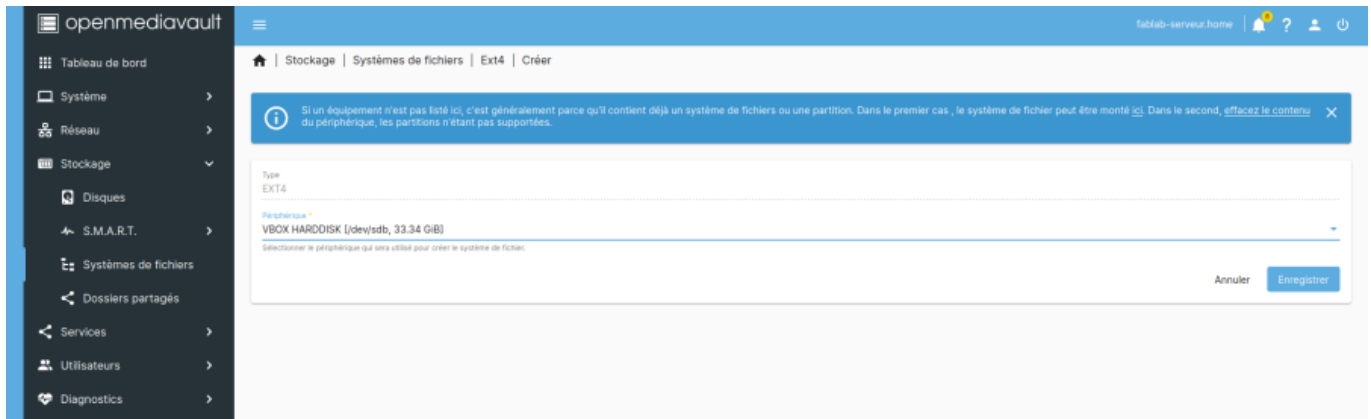 openmediavault
fablab-serveur.home
?
Tableau de bord
Système
Réseau
Stockage
Disques
S.M.A.R.T.
Systèmes de fichiers
Dossiers partagés
Services
Utilisateurs
Diagnostics
| Stockage | Systèmes de fichiers | Ext4 | Créer
Si un équipement n'est pas listé ici, c'est généralement parce qu'il contient déjà un système de fichiers ou une partition. Dans le premier cas , le système de fichier peut être monté ici. Dans le second, effacez le contenu
du périphérique, les partitions n'étant pas supportées.
Type
EXT4
Périphérique *
VBOX HARDDISK [/dev/sdb, 33.34 GiB]
Sélectionner le périphérique qui sera utilisé pour créer le système de fichier.
Annuler
Enregistrer